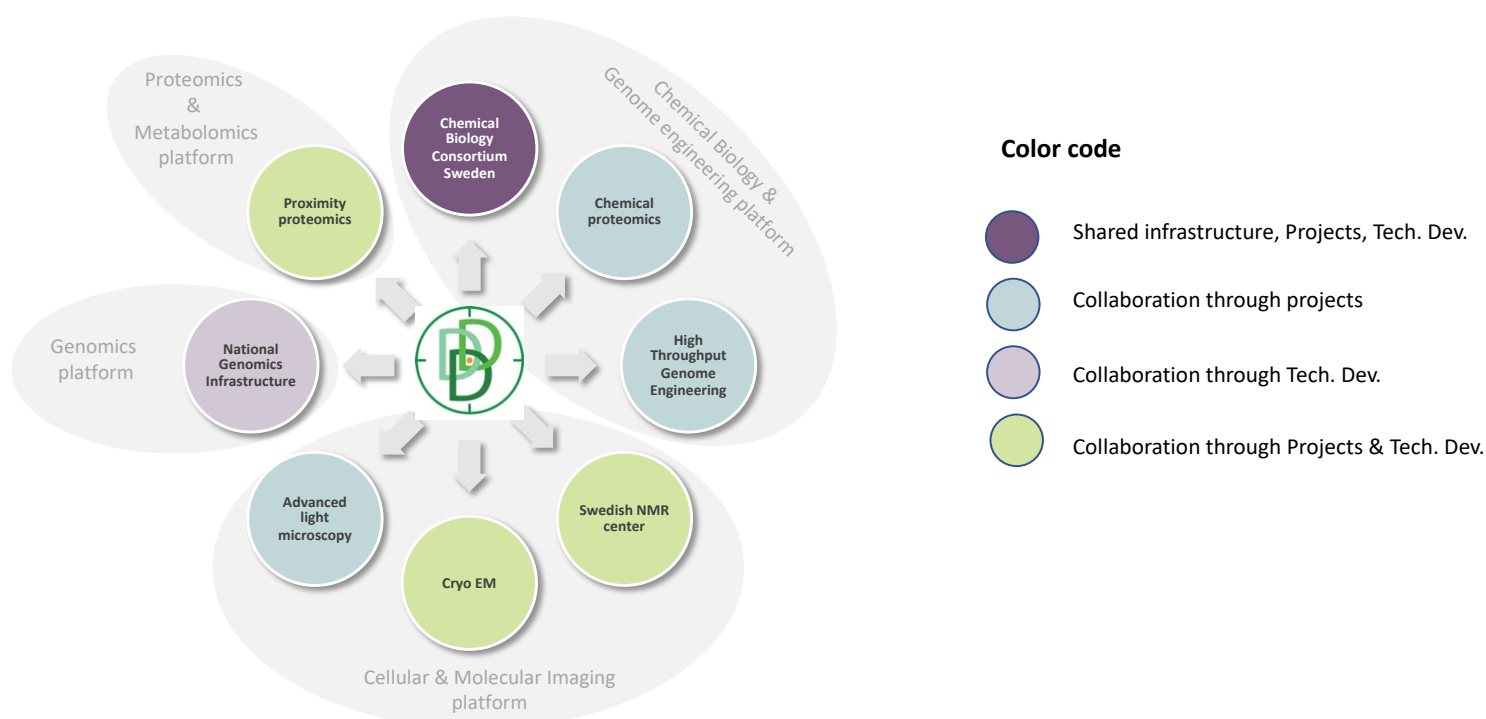 Proteomics
&
Metabolomics
platform
Chemical Biology &
Genome engineering platform
Chemical
Biology
Consortium
Sweden
Proximity
proteomics
Chemical
proteomics
Genomics
platform
National
Genomics
Infrastructure
DDD
High
Throughput
Genome
Engineering
Advanced
light
microscopy
Cryo EM
Swedish NMR
center
Cellular & Molecular Imaging
platform
Color code
Shared infrastructure, Projects, Tech. Dev.
Collaboration through projects
Collaboration through Tech. Dev.
Collaboration through Projects & Tech. Dev.